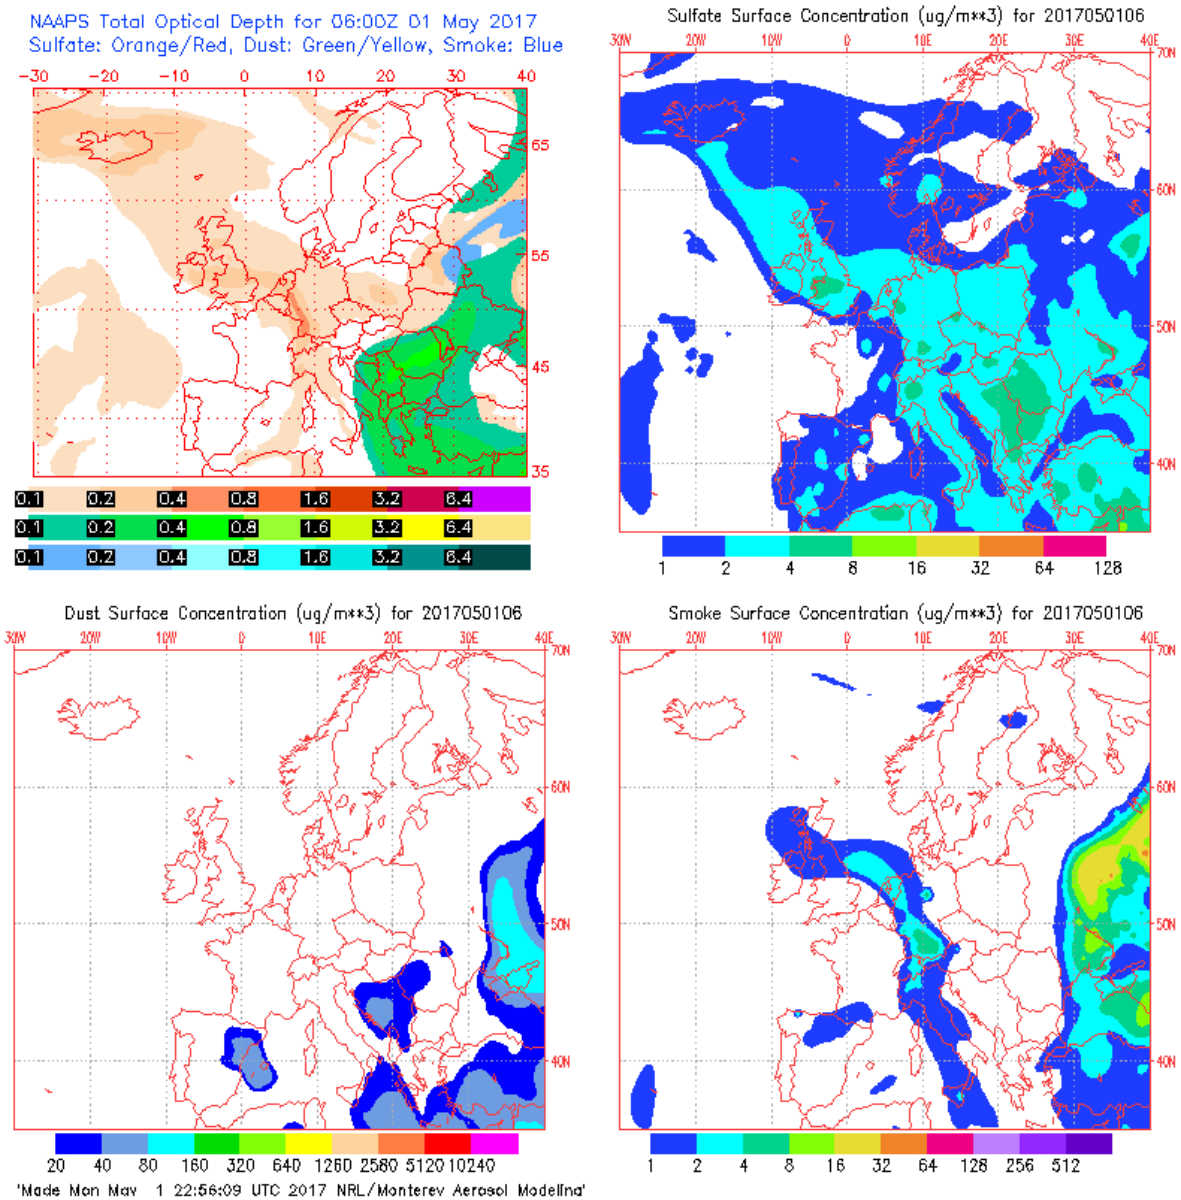 NAAPS Total Optical Depth for 06:00Z 01 May 2017
Sulfate: Orange/Red, Dust: Green/Yellow, Smoke: Blue
-30 -20 -10 0 10 20 30 40
65
55
45
35
0.1 0.2 0.4 0.8 1.6 3.2 6.4
0.1 0.2 0.4 0.8 1.6 3.2 6.4
0.1 0.2 0.4 0.8 1.6 3.2 6.4
Sulfate Surface Concentration (ug/m**3) for 2017050106
30W 20W 10W 0 10E 20E 30E 40E
70N
60N
50N
40N
1 2 4 8 16 32 64 128
Dust Surface Concentration (ug/m**3) for 2017050106
30W 20W 10W 0 10E 20E 30E 40E
70N
60N
50N
40N
20 40 80 160 320 640 1260 2580 5120 10240
Smoke Surface Concentration (ug/m**3) for 2017050106
30W 20W 10W 0 10E 20E 30E 40E
70N
60N
50N
40N
1 2 4 8 16 32 64 128 256 512
'Made Mon May 1 22:56:09 UTC 2017 NRL/Monterey Aerosol Modeling'